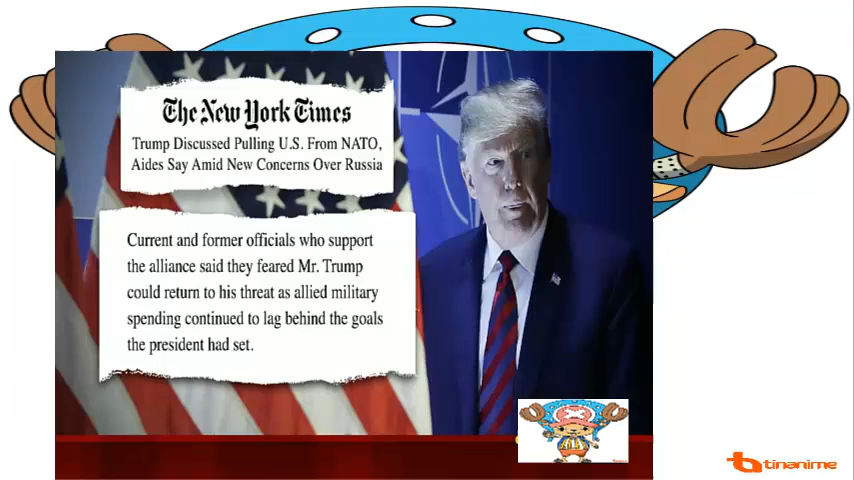 The New York Times
Trump Discussed Pulling U.S. From NATO,
Aides Say Amid New Concerns Over Russia
Current and former officials who support
the alliance said they feared Mr. Trump
could return to his threat as allied military
spending continued to lag behind the goals
the president had set.
tinanime